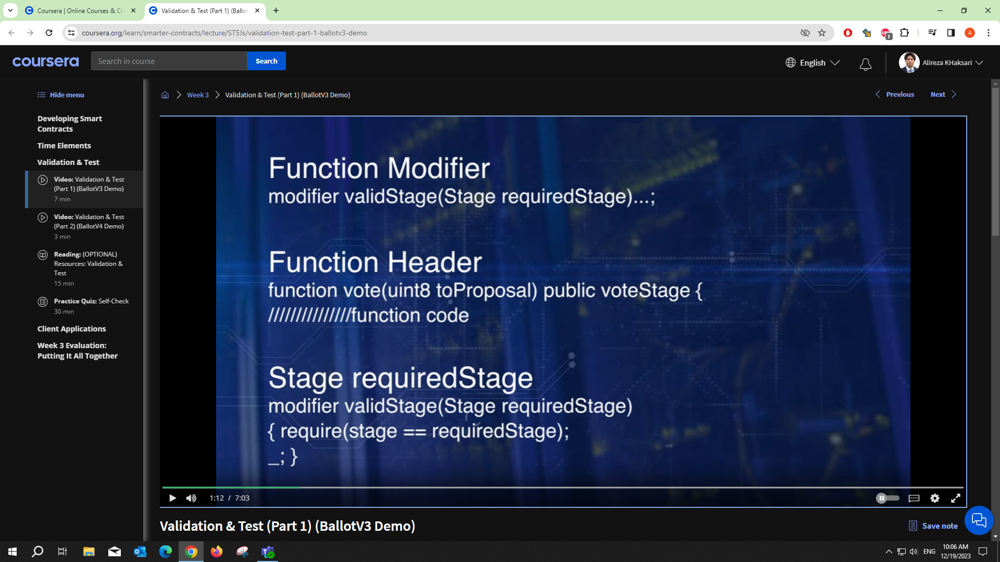 Coursera | Online Courses & Cre
Validation & Test (Part 1) (Ballot
coursera.org/learn/smarter-contracts/lecture/ST5Js/validation-test-part-1-ballotv3-demo
ABP
1
A
coursera
Search in course
Search
English
Alireza KHaksari
Hide menu
Week 3
Validation & Test (Part 1) (BallotV3 Demo)
Previous
Next
Developing Smart
Contracts
Time Elements
Validation & Test
Video: Validation & Test
(Part 1) (BallotV3 Demo)
7 min
Video: Validation & Test
(Part 2) (BallotV4 Demo)
3 min
Reading: (OPTIONAL)
Resources: Validation &
Test
15 min
Practice Quiz: Self-Check
30 min
Client Applications
Week 3 Evaluation:
Putting It All Together
Function Modifier
modifier validStage(Stage requiredStage)...;
Function Header
function vote(uint8 toProposal) public voteStage {
///////////////function code
Stage requiredStage
modifier validStage(Stage requiredStage)
{ require(stage == requiredStage);
_; }
1:12 / 7:03
Validation & Test (Part 1) (BallotV3 Demo)
Save note
ENG
10:06 AM
12/19/2023